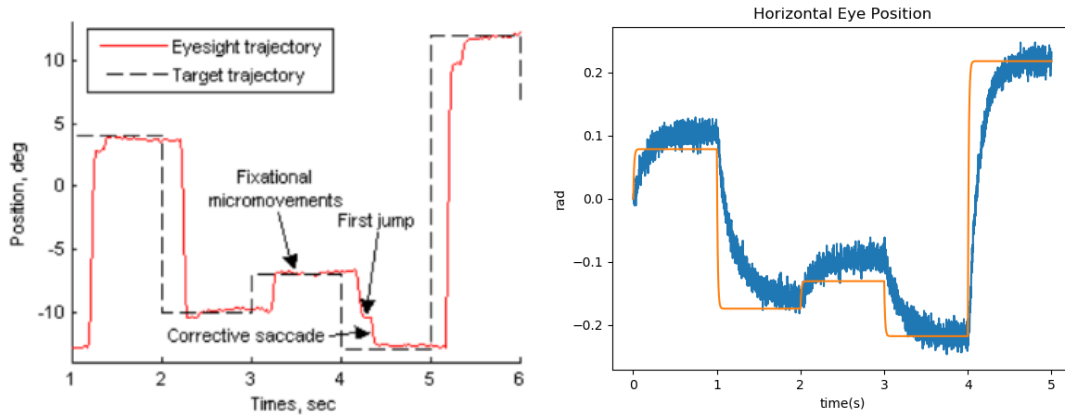 Eyesight trajectory
Target trajectory
10
5
0
-5
-10
Position, deg
Fixational
micromovements
First jump
Corrective saccade
1 2 3 4 5 6
Times, sec
Horizontal Eye Position
0.2
0.1
0.0
−0.1
−0.2
rad
0 1 2 3 4 5
time(s)